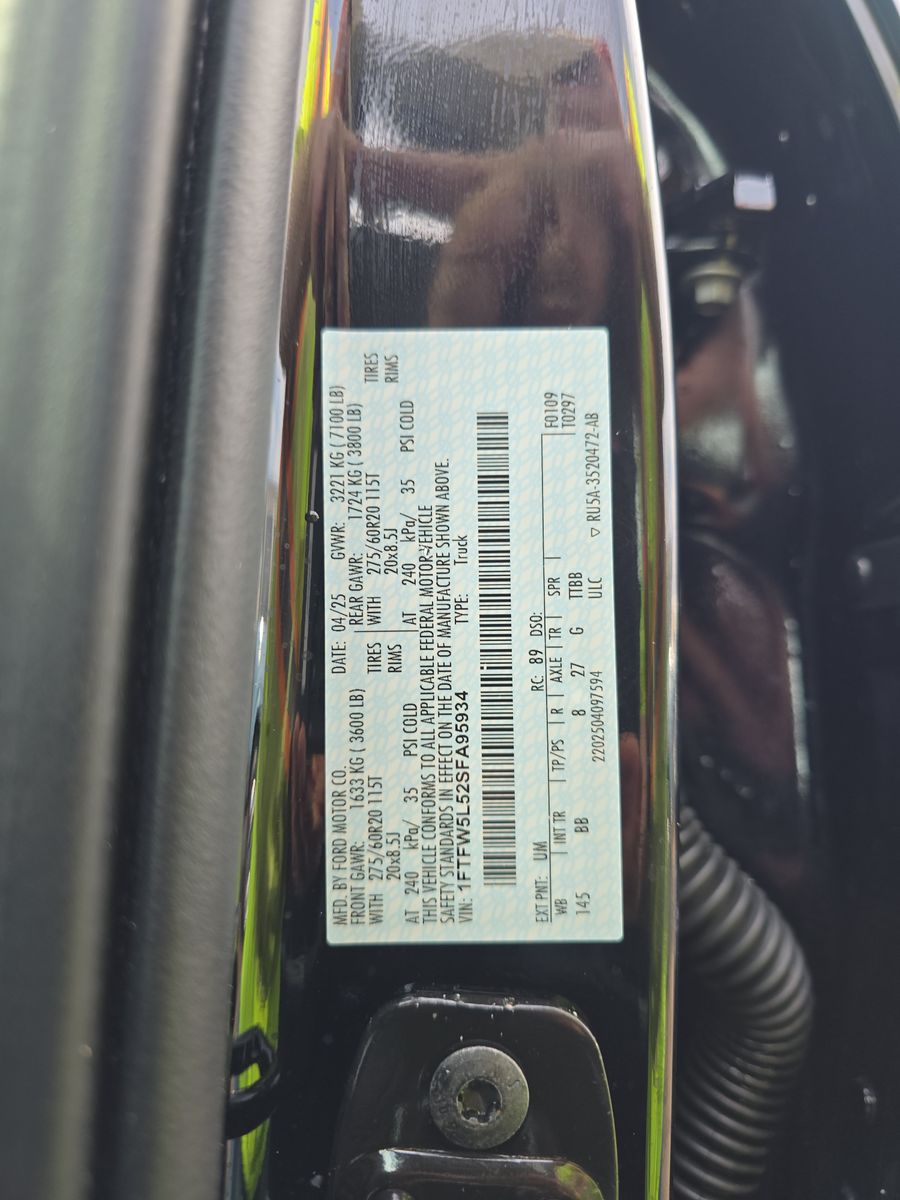 MFD. BY FORD MOTOR CO. DATE: 04/25 GVWR: 3221 KG ( 7100 LB)
FRONT GAWR: 1633 KG ( 3600 LB) REAR GAWR: 1724 KG ( 3800 LB)
WITH 275/60R20 115T TIRES WITH 275/60R20 115T TIRES
20x8.5J RIMS 20x8.5J RIMS
AT 240 kPa/ 35 PSI COLD AT 240 kPa/ 35 PSI COLD
THIS VEHICLE CONFORMS TO ALL APPLICABLE FEDERAL MOTOR VEHICLE
SAFETY STANDARDS IN EFFECT ON THE DATE OF MANUFACTURE SHOWN ABOVE.
VIN: 1FTFW5L52SFA95934 TYPE: Truck
EXT PNT: UM RC: 89 DSO: F0109
WB INT TR TP/PS R AXLE TR SPR T0297
145 BB 8 27 G TTBB
2202504097594 ULC ▽ RU5A-3520472-AB